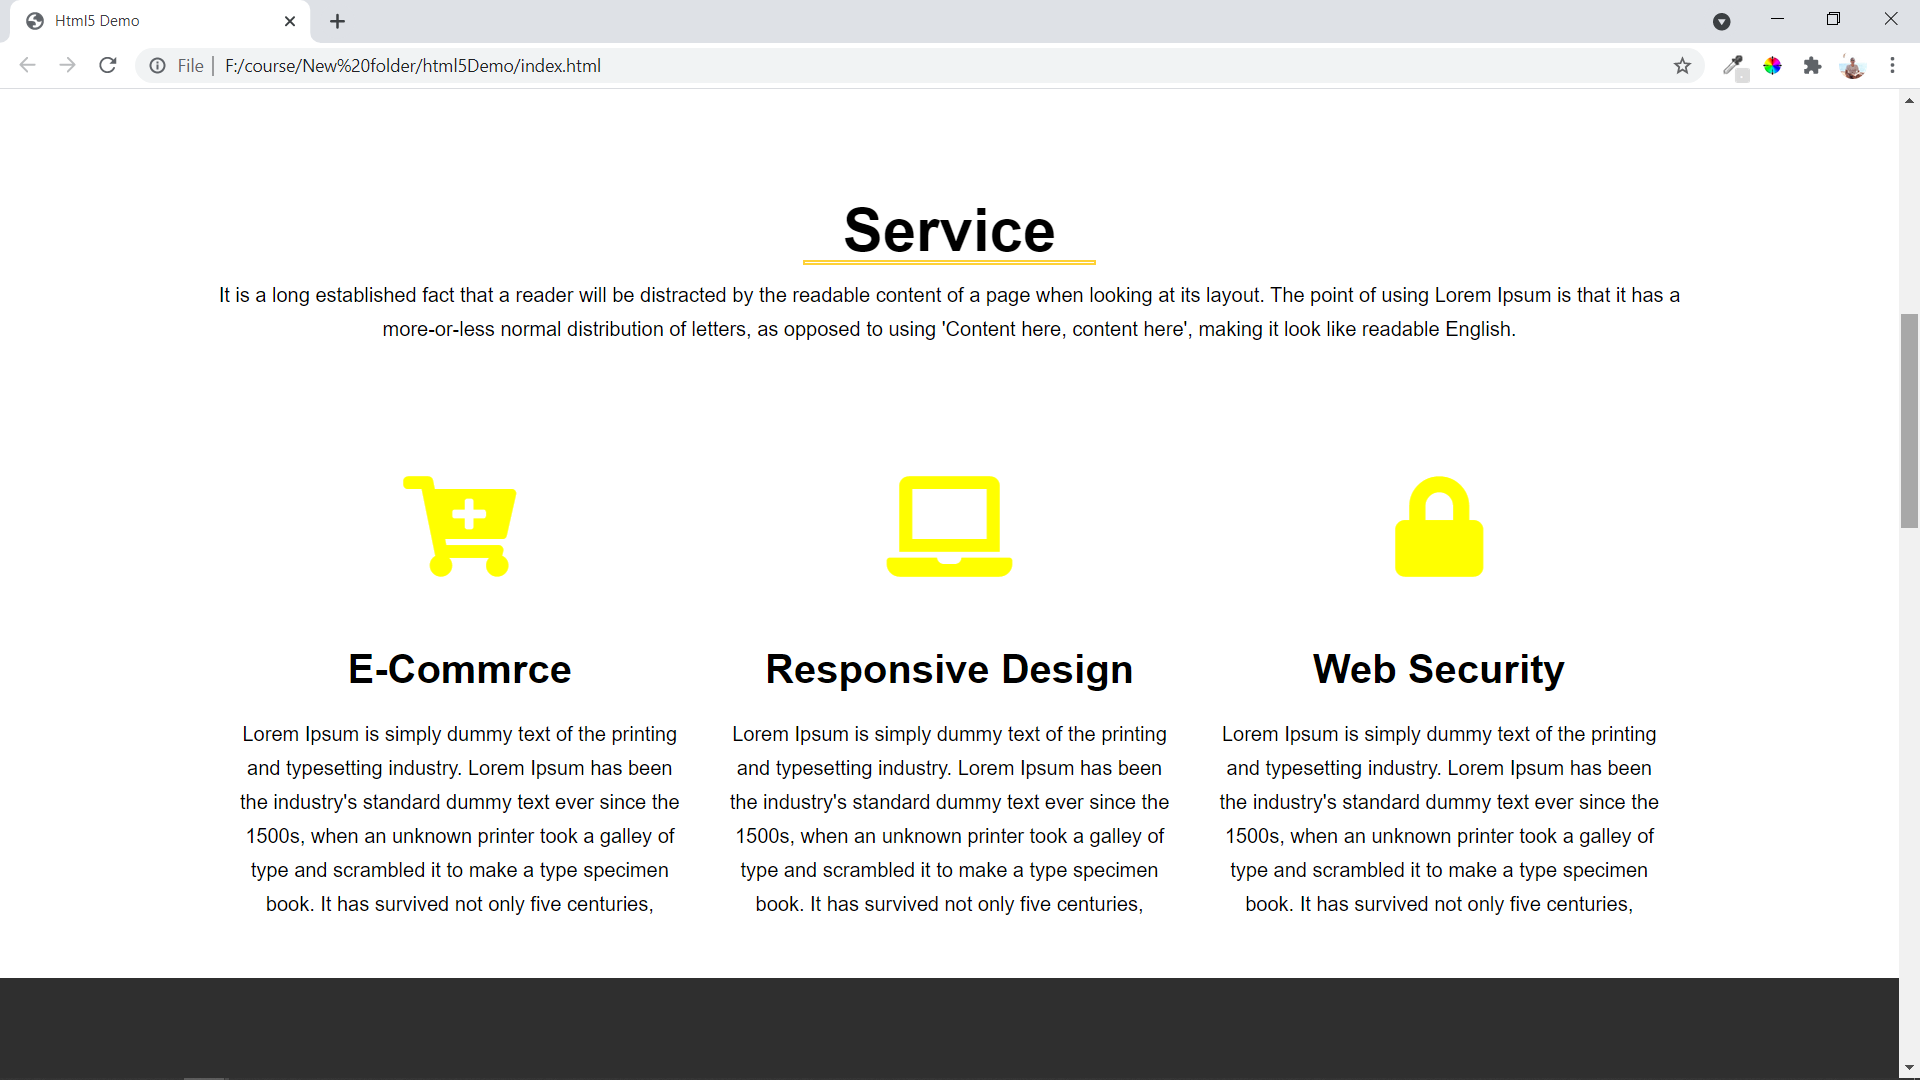 Html5 Demo
File
F:/course/New%20folder/html5Demo/index.html
Service
It is a long established fact that a reader will be distracted by the readable content of a page when looking at its layout. The point of using Lorem Ipsum is that it has a
more-or-less normal distribution of letters, as opposed to using 'Content here, content here', making it look like readable English.
E-Commrce
Lorem Ipsum is simply dummy text of the printing
and typesetting industry. Lorem Ipsum has been
the industry's standard dummy text ever since the
1500s, when an unknown printer took a galley of
type and scrambled it to make a type specimen
book. It has survived not only five centuries,
Responsive Design
Lorem Ipsum is simply dummy text of the printing
and typesetting industry. Lorem Ipsum has been
the industry's standard dummy text ever since the
1500s, when an unknown printer took a galley of
type and scrambled it to make a type specimen
book. It has survived not only five centuries,
Web Security
Lorem Ipsum is simply dummy text of the printing
and typesetting industry. Lorem Ipsum has been
the industry's standard dummy text ever since the
1500s, when an unknown printer took a galley of
type and scrambled it to make a type specimen
book. It has survived not only five centuries,